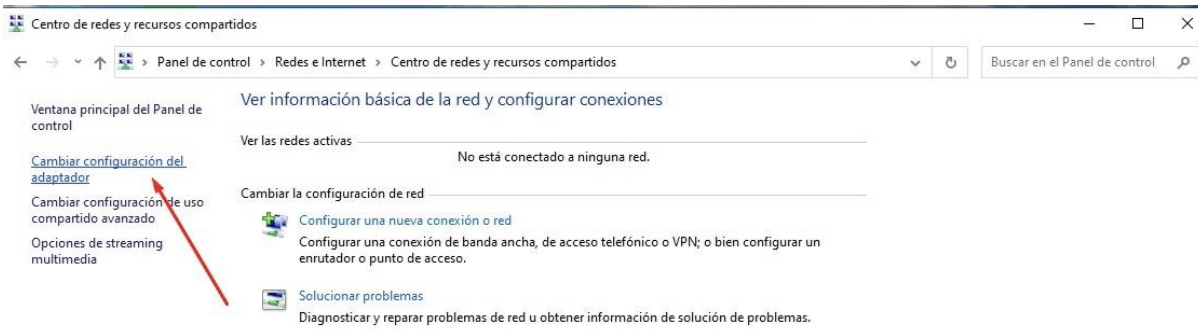 Centro de redes y recursos compartidos
Panel de control > Redes e Internet > Centro de redes y recursos compartidos
Buscar en el Panel de control
Ventana principal del Panel de
control
Cambiar configuración del
adaptador
Cambiar configuración de uso
compartido avanzado
Opciones de streaming
multimedia
Ver información básica de la red y configurar conexiones
Ver las redes activas
No está conectado a ninguna red.
Cambiar la configuración de red
Configurar una nueva conexión o red
Configurar una conexión de banda ancha, de acceso telefónico o VPN; o bien configurar un
enrutador o punto de acceso.
Solucionar problemas
Diagnosticar y reparar problemas de red u obtener información de solución de problemas.